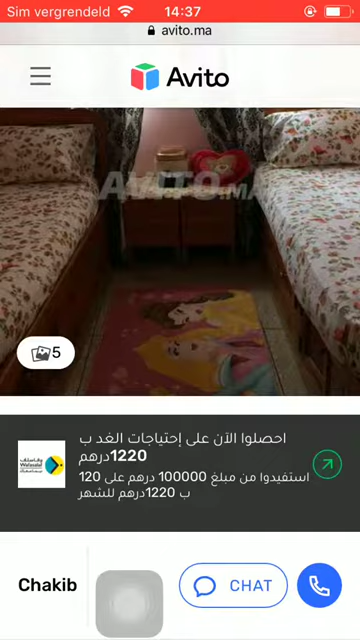 Sim vergrendeld 14:37
avito.ma
Avito
AVITO.MA
5
احصلوا الآن على إحتياجات الغد ب
1220درهم
استفيدوا من مبلغ 100000 درهم على 120
ب 1220درهم للشهر
Chakib
CHAT